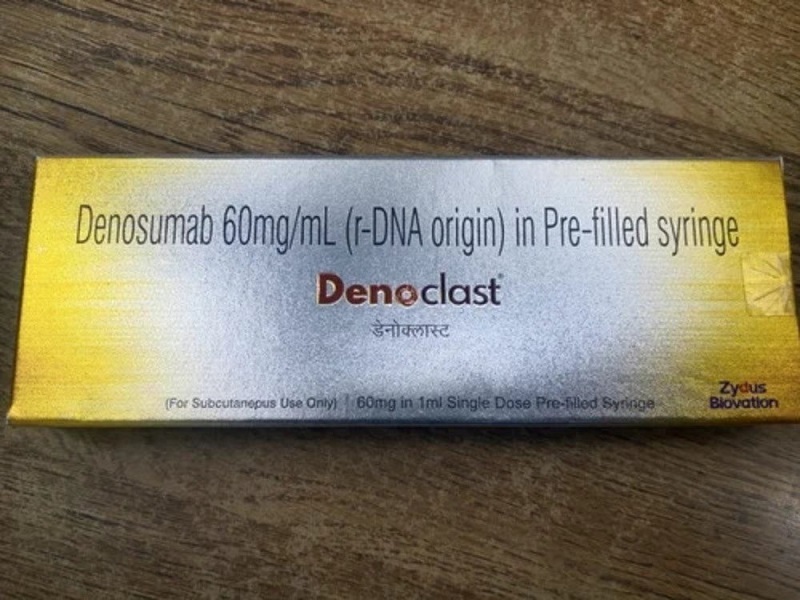 Denosumab 60mg/mL (r-DNA origin) in Pre-filled syringe
Denoclast®
डेनोक्लास्ट
(For Subcutanepus Use Only) | 60mg in 1ml Single Dose Pre-filled Syringe
Zydus
Biovation